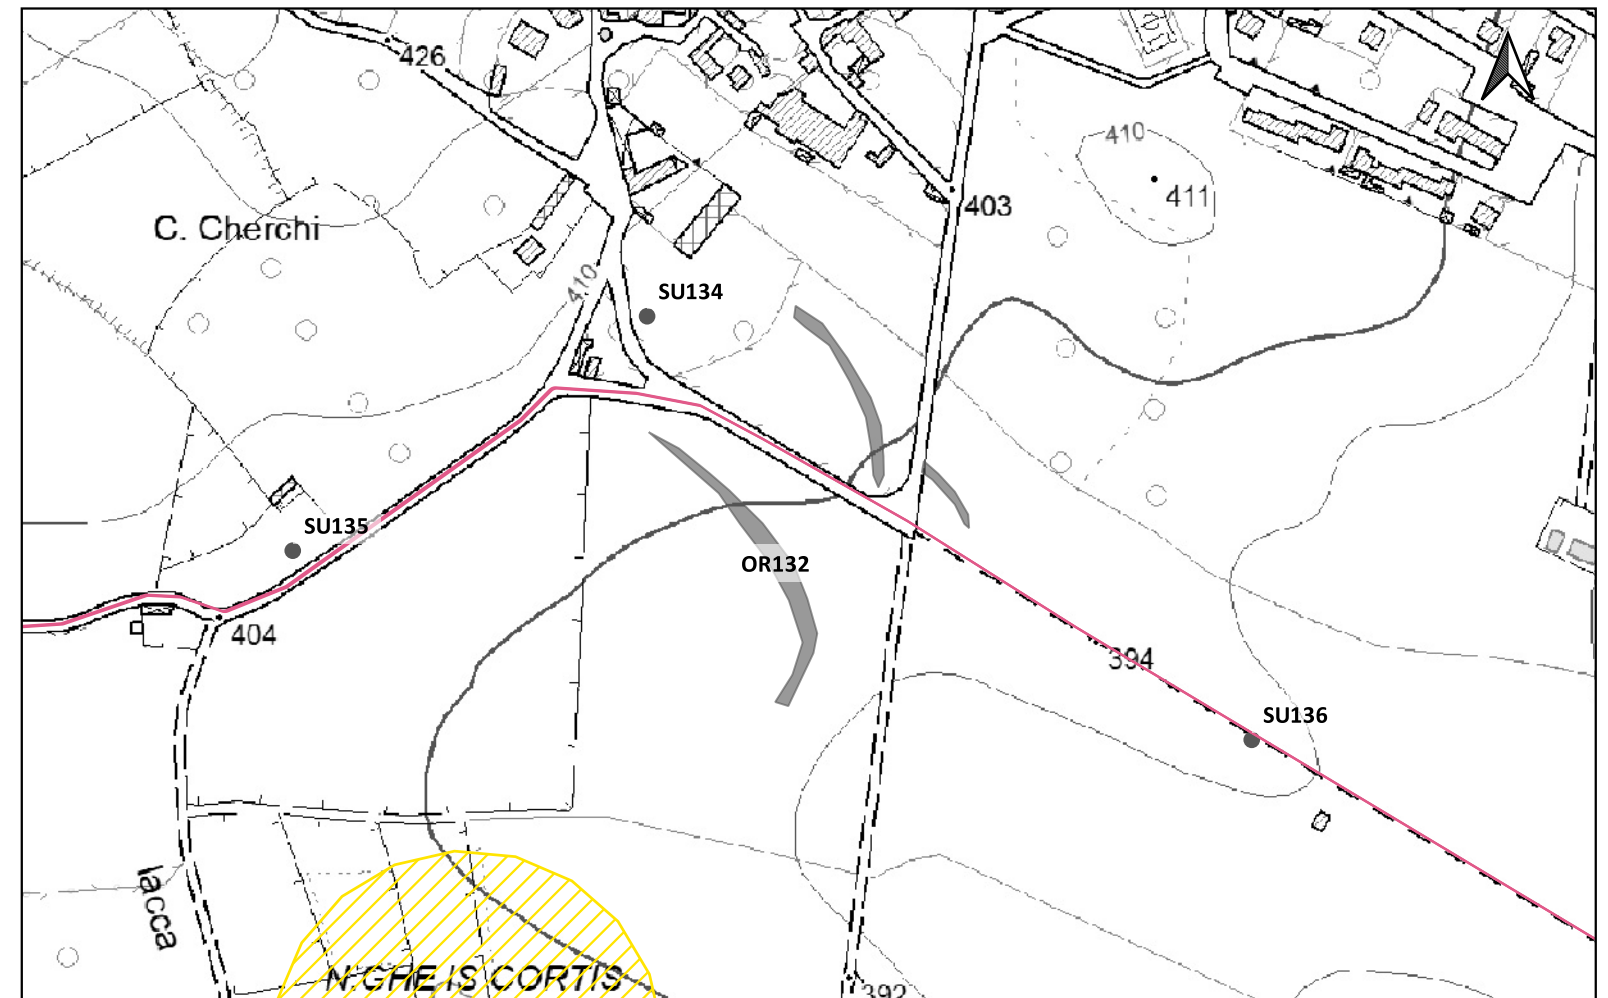 426
410
411
403
C. Cherchi
410
SU134
SU135
OR132
404
394
SU136
lacca
N.GHE IS CORTIS
392